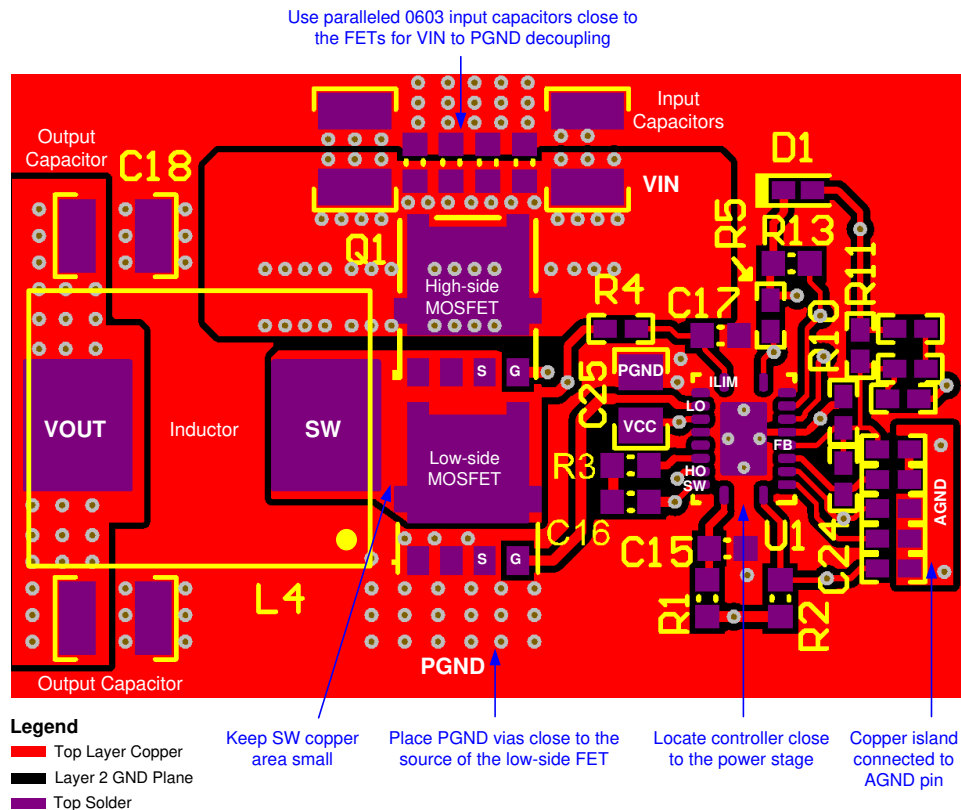 Use paralleled 0603 input capacitors close to
the FETs for VIN to PGND decoupling
Output
Capacitor
C18
Input
Capacitors
D1
VIN
R5
R13
Q1
High-side
MOSFET
R4
C17
R10
R11
S
G
C25
PGND
ILIM
LO
VCC
VOUT
Inductor
SW
Low-side
MOSFET
R3
HO
SW
FB
AGND
S
G
C16
C15
U1
C24
L4
R1
R2
PGND
Output Capacitor
Legend
Top Layer Copper
Layer 2 GND Plane
Top Solder
Keep SW copper
area small
Place PGND vias close to the
source of the low-side FET
Locate controller close
to the power stage
Copper island
connected to
AGND pin